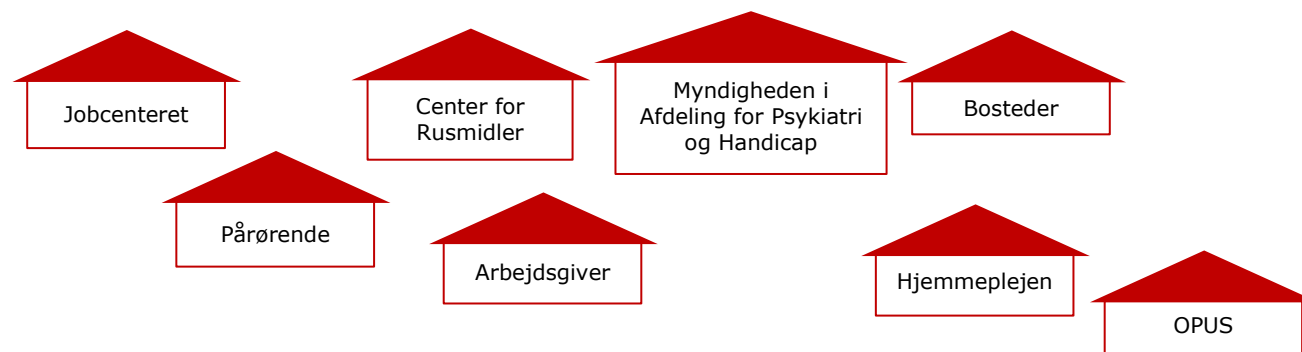 Jobcenteret
Center for
Rusmidler
Myndigheden i
Afdeling for Psykiatri
og Handicap
Bosteder
Pårørende
Arbejdsgiver
Hjemmeplejen
OPUS